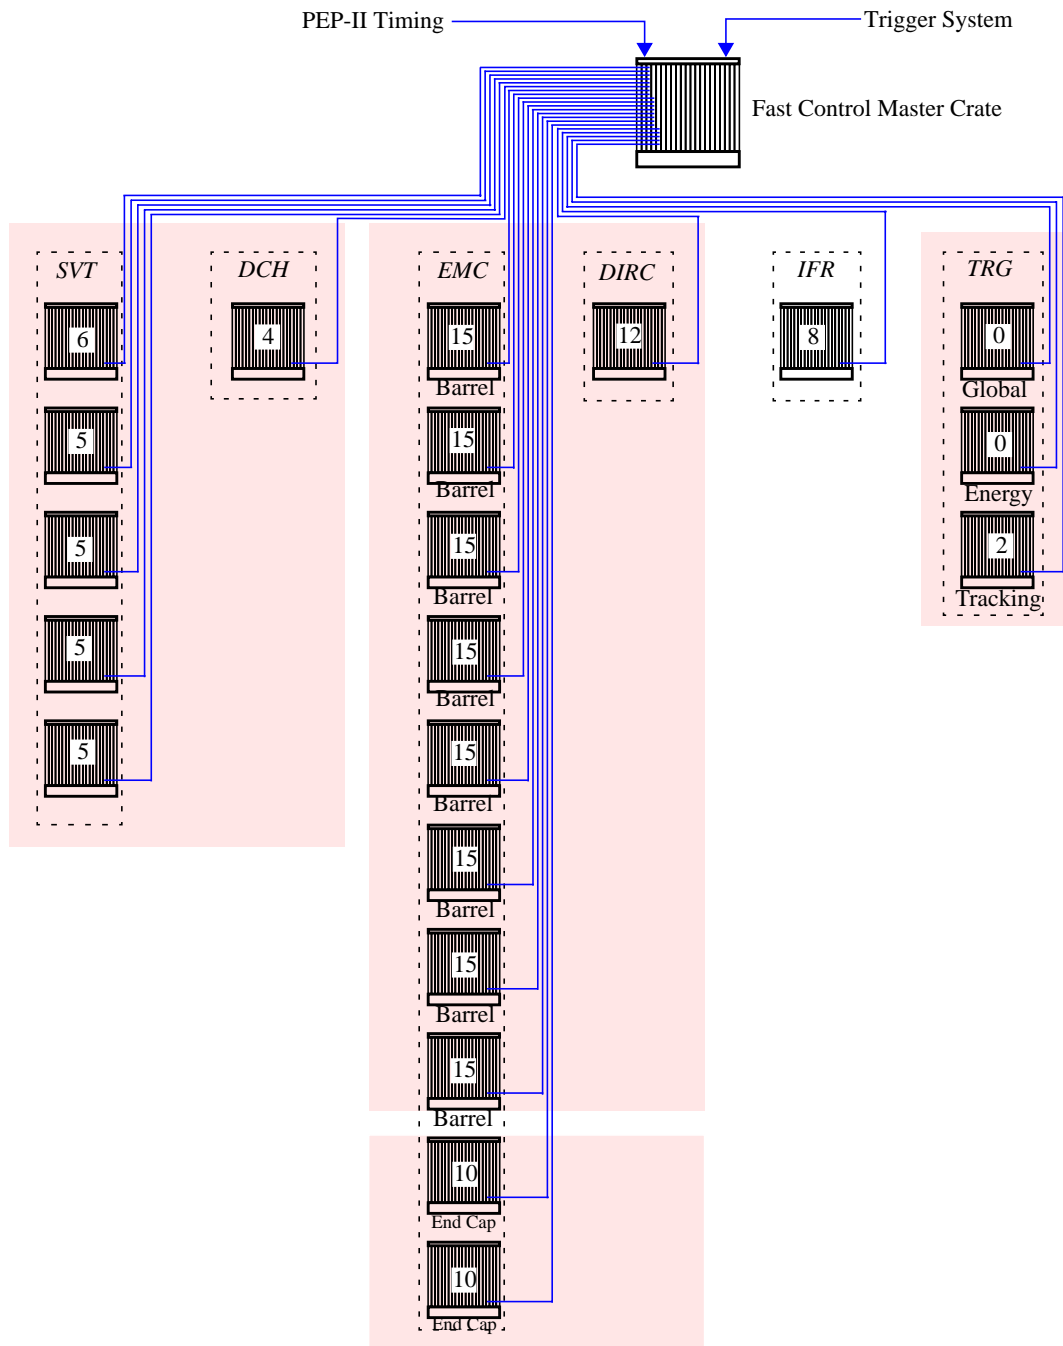 PEP-II Timing
Trigger System
Fast Control Master Crate
SVT
DCH
EMC
DIRC
IFR
TRG
6
4
15
12
8
0
Barrel
Global
5
15
0
Barrel
Energy
5
15
2
Barrel
Tracking
5
15
Barrel
5
15
Barrel
15
Barrel
15
Barrel
15
Barrel
10
End Cap
10
End Cap